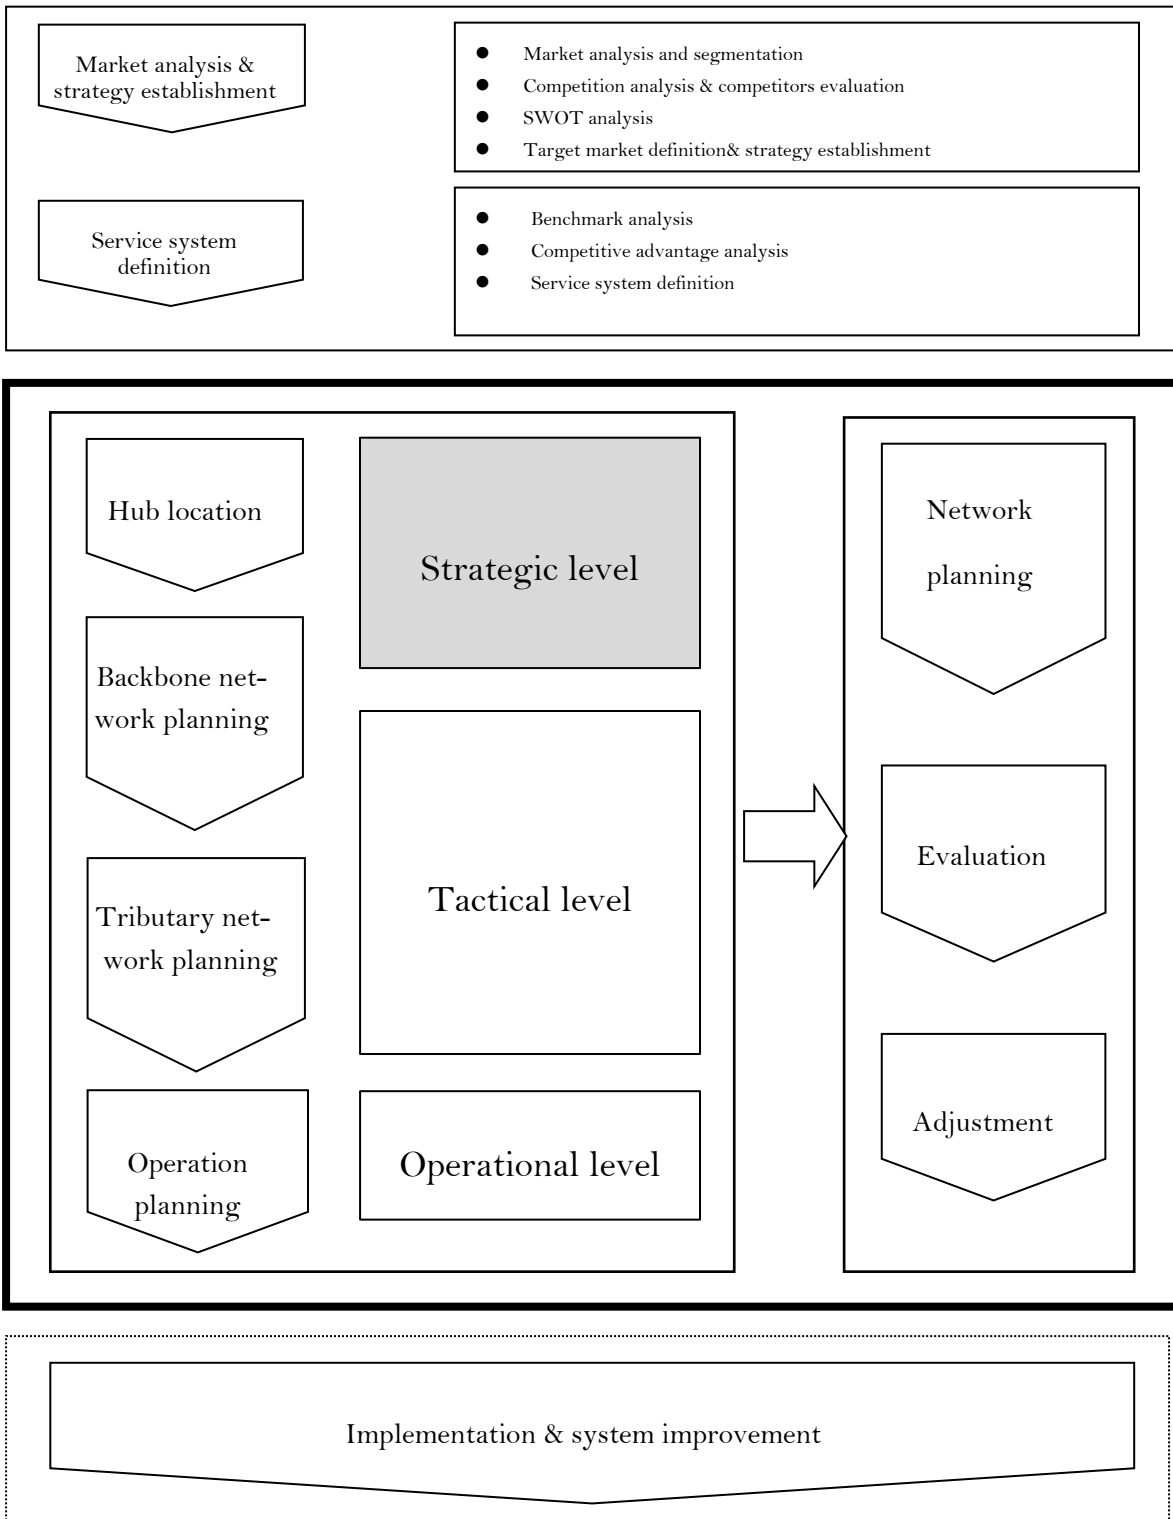 Market analysis &
strategy establishment
● Market analysis and segmentation
● Competition analysis & competitors evaluation
● SWOT analysis
● Target market definition& strategy establishment
Service system
definition
● Benchmark analysis
● Competitive advantage analysis
● Service system definition
Hub location
Strategic level
Backbone net-
work planning
Tactical level
Tributary net-
work planning
Operation
planning
Operational level
Network
planning
Evaluation
Adjustment
Implementation & system improvement